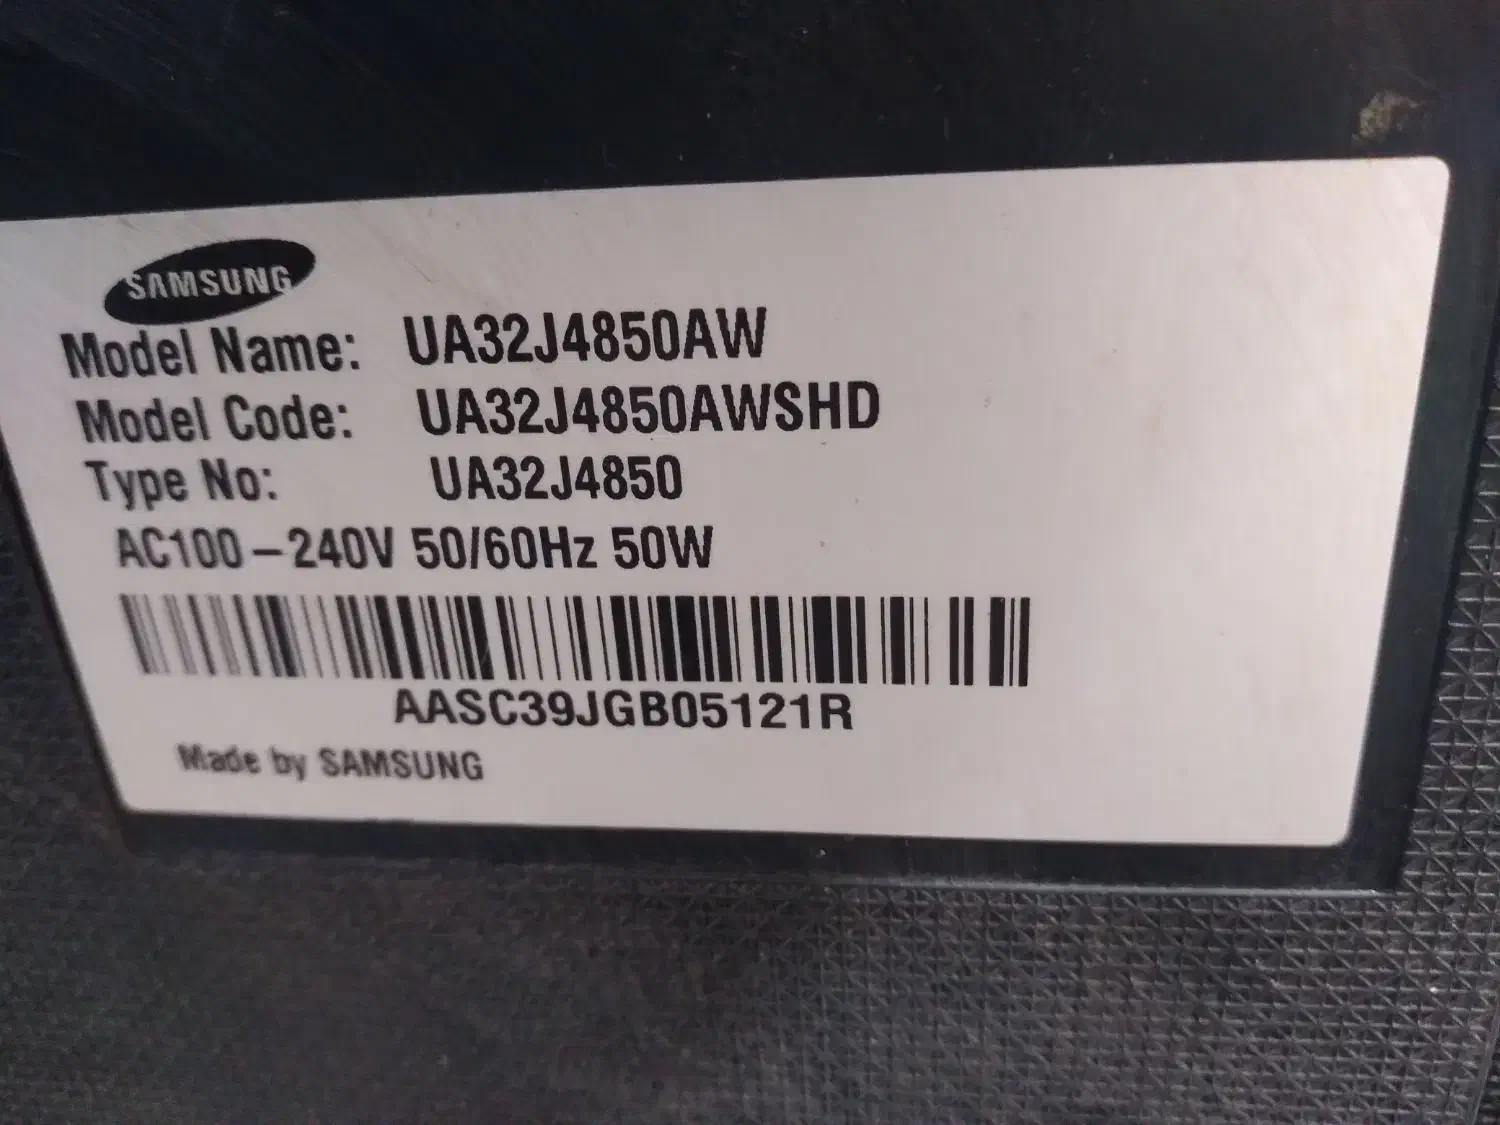 SAMSUNG
Model Name: UA32J4850AW
Model Code: UA32J4850AWSHD
Type No: UA32J4850
AC100-240V 50/60Hz 50W
AASC39JGB05121R
Made by SAMSUNG